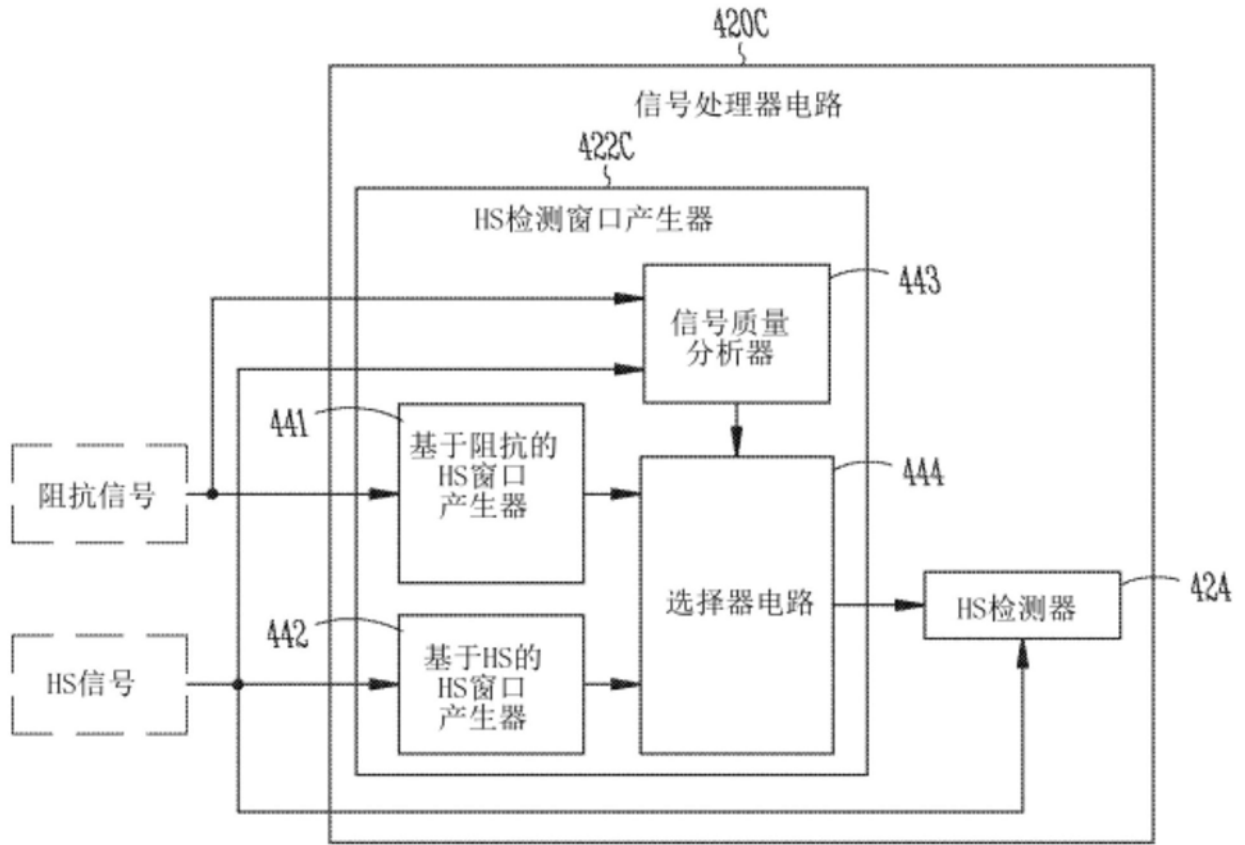 420C
信号处理器电路
422C
HS检测窗口产生器
443
信号质量
分析器
441
基于阻抗的
HS窗口
产生器
444
阻抗信号
选择器电路
424
HS检测器
442
基于HS的
HS窗口
产生器
HS信号